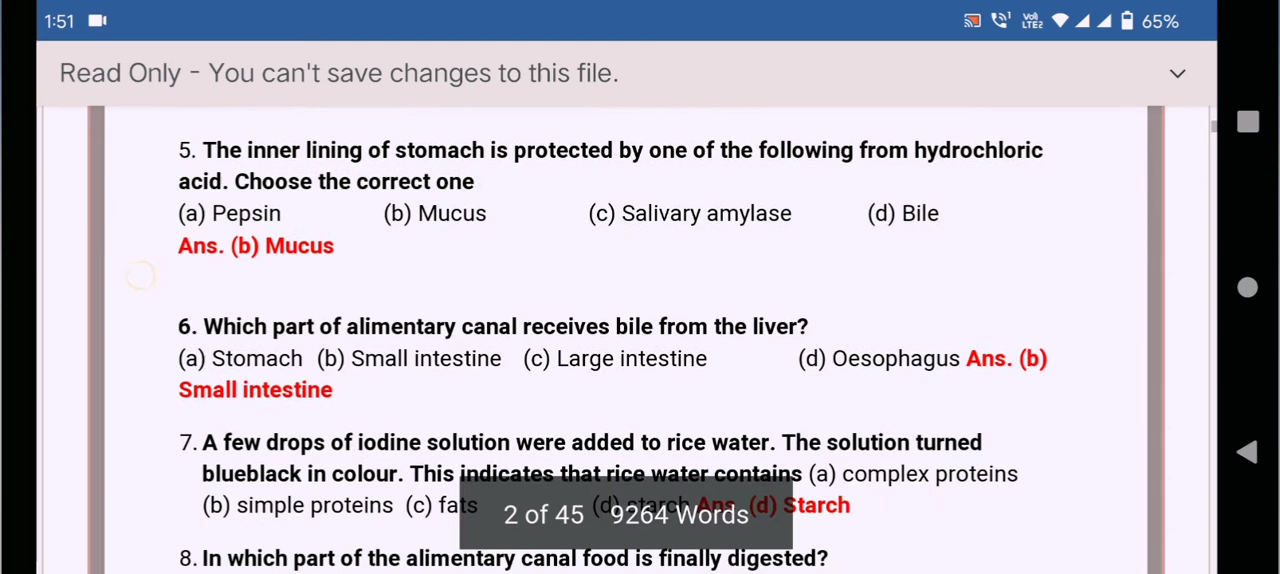 1:51
Vo) LTE2 65%
Read Only - You can't save changes to this file.
5. The inner lining of stomach is protected by one of the following from hydrochloric
acid. Choose the correct one
(a) Pepsin (b) Mucus (c) Salivary amylase (d) Bile
Ans. (b) Mucus
6. Which part of alimentary canal receives bile from the liver?
(a) Stomach (b) Small intestine (c) Large intestine (d) Oesophagus Ans. (b)
Small intestine
7. A few drops of iodine solution were added to rice water. The solution turned
blueblack in colour. This indicates that rice water contains (a) complex proteins
(b) simple proteins (c) fats (d) starch Ans. (d) Starch
2 of 45 9264 Words
8. In which part of the alimentary canal food is finally digested?